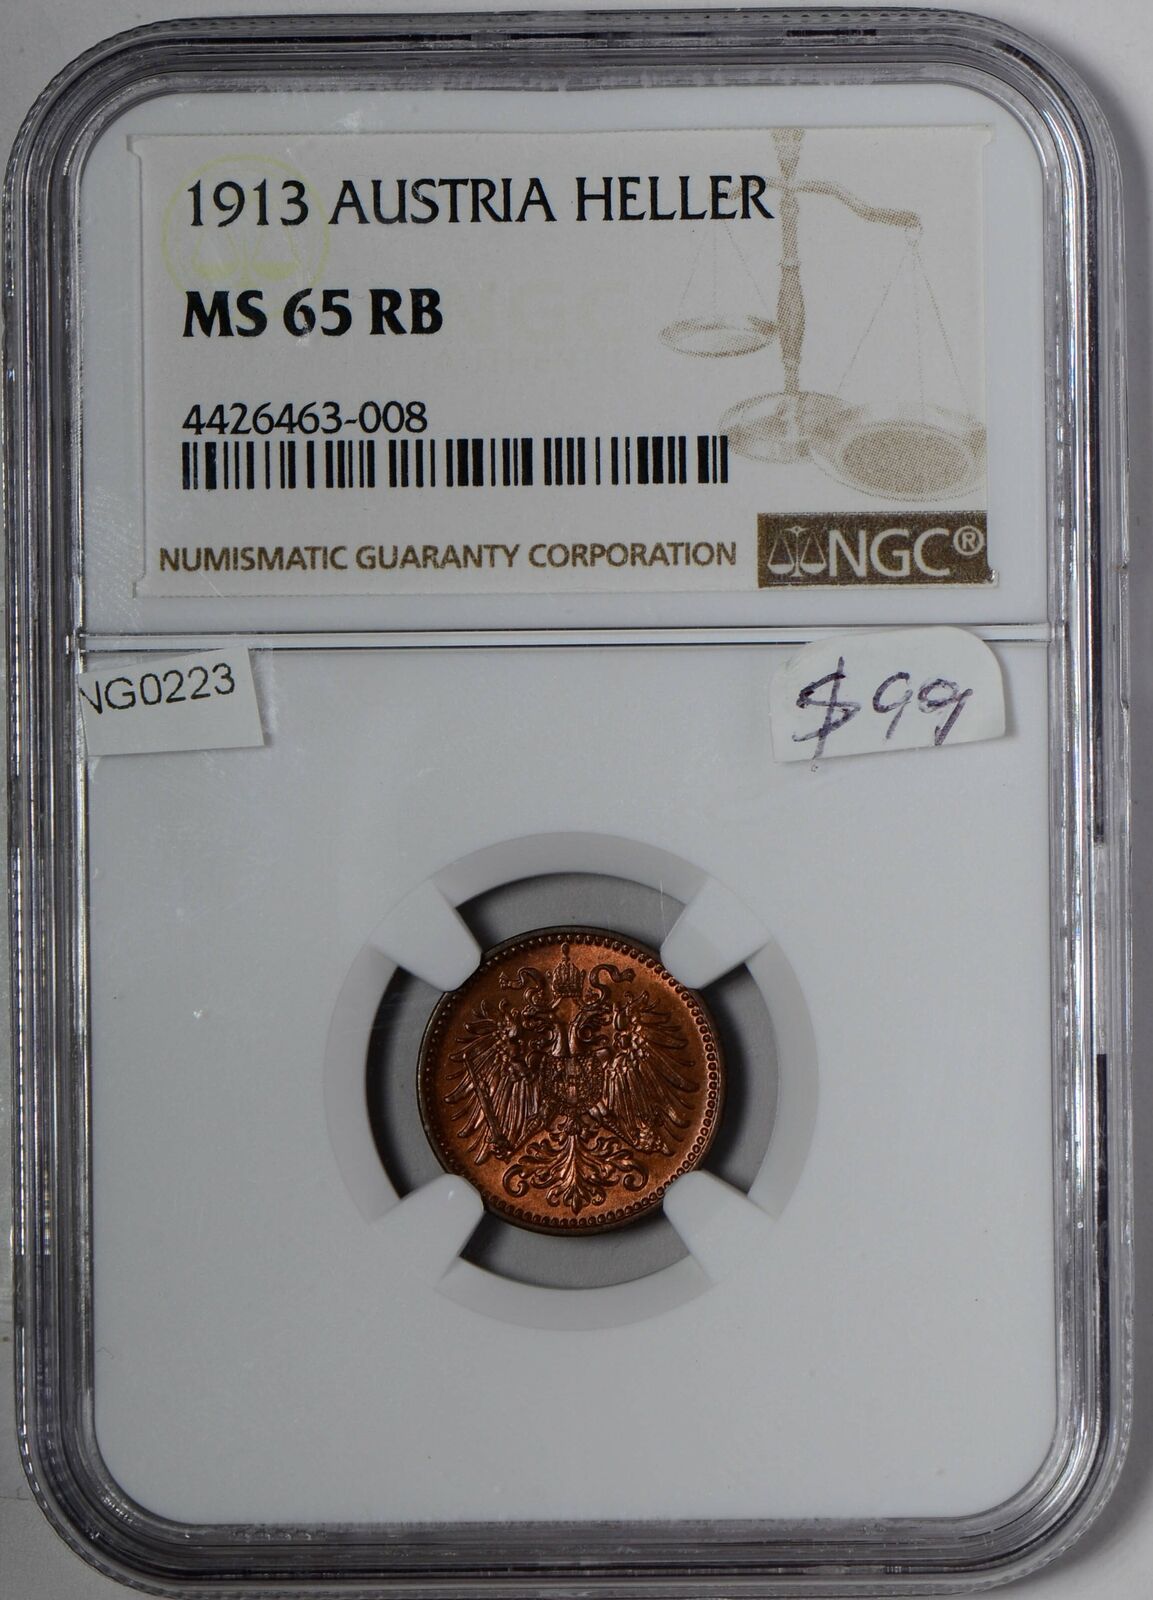 1913 AUSTRIA HELLER
MS 65 RB
4426463-008
NUMISMATIC GUARANTY CORPORATION
NGC®
NG0223
$99